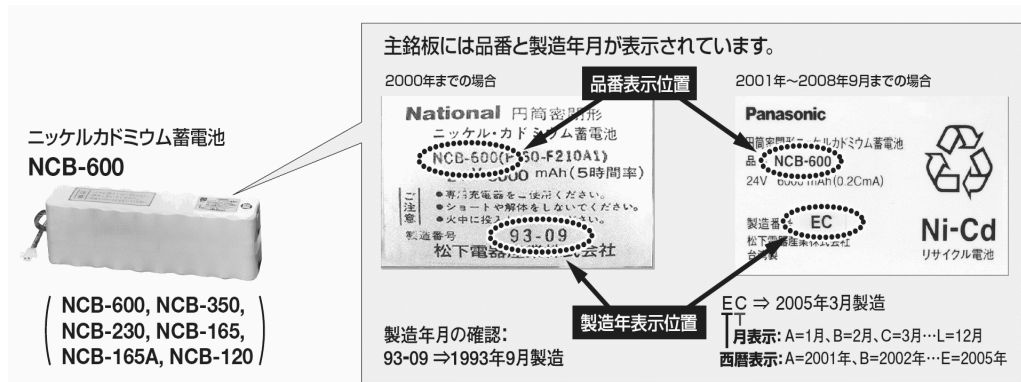 主銘板には品番と製造年月が表示されています。
2000年までの場合
品番表示位置
2001年～2008年9月までの場合
ニッケルカドミウム蓄電池
NCB-600
NCB-600, NCB-350,
NCB-230, NCB-165,
NCB-165A, NCB-120
National 円筒密閉形
ニッケル・カドミウム蓄電池
NCB-600( 60-F210A1)
mAh(5時間率)
ご注意
●専用充電器をご使用ください。
●ショートや解体をしないでください。
●火中に投入 ださい。
製造番号 93-09
松下電器産業株式会社
Panasonic
円筒密閉形ニッケルカドミウム蓄電池
品 NCB-600
24V 6000 mAh(0.2CmA)
製造番 EC
松下電器産業株式会社
台湾製
Ni-Cd
リサイクル電池
製造年表示位置
製造年月の確認：
93-09 ⇒1993年9月製造
EC ⇒ 2005年3月製造
月表示：A=1月、B=2月、C=3月…L=12月
西暦表示：A=2001年、B=2002年…E=2005年